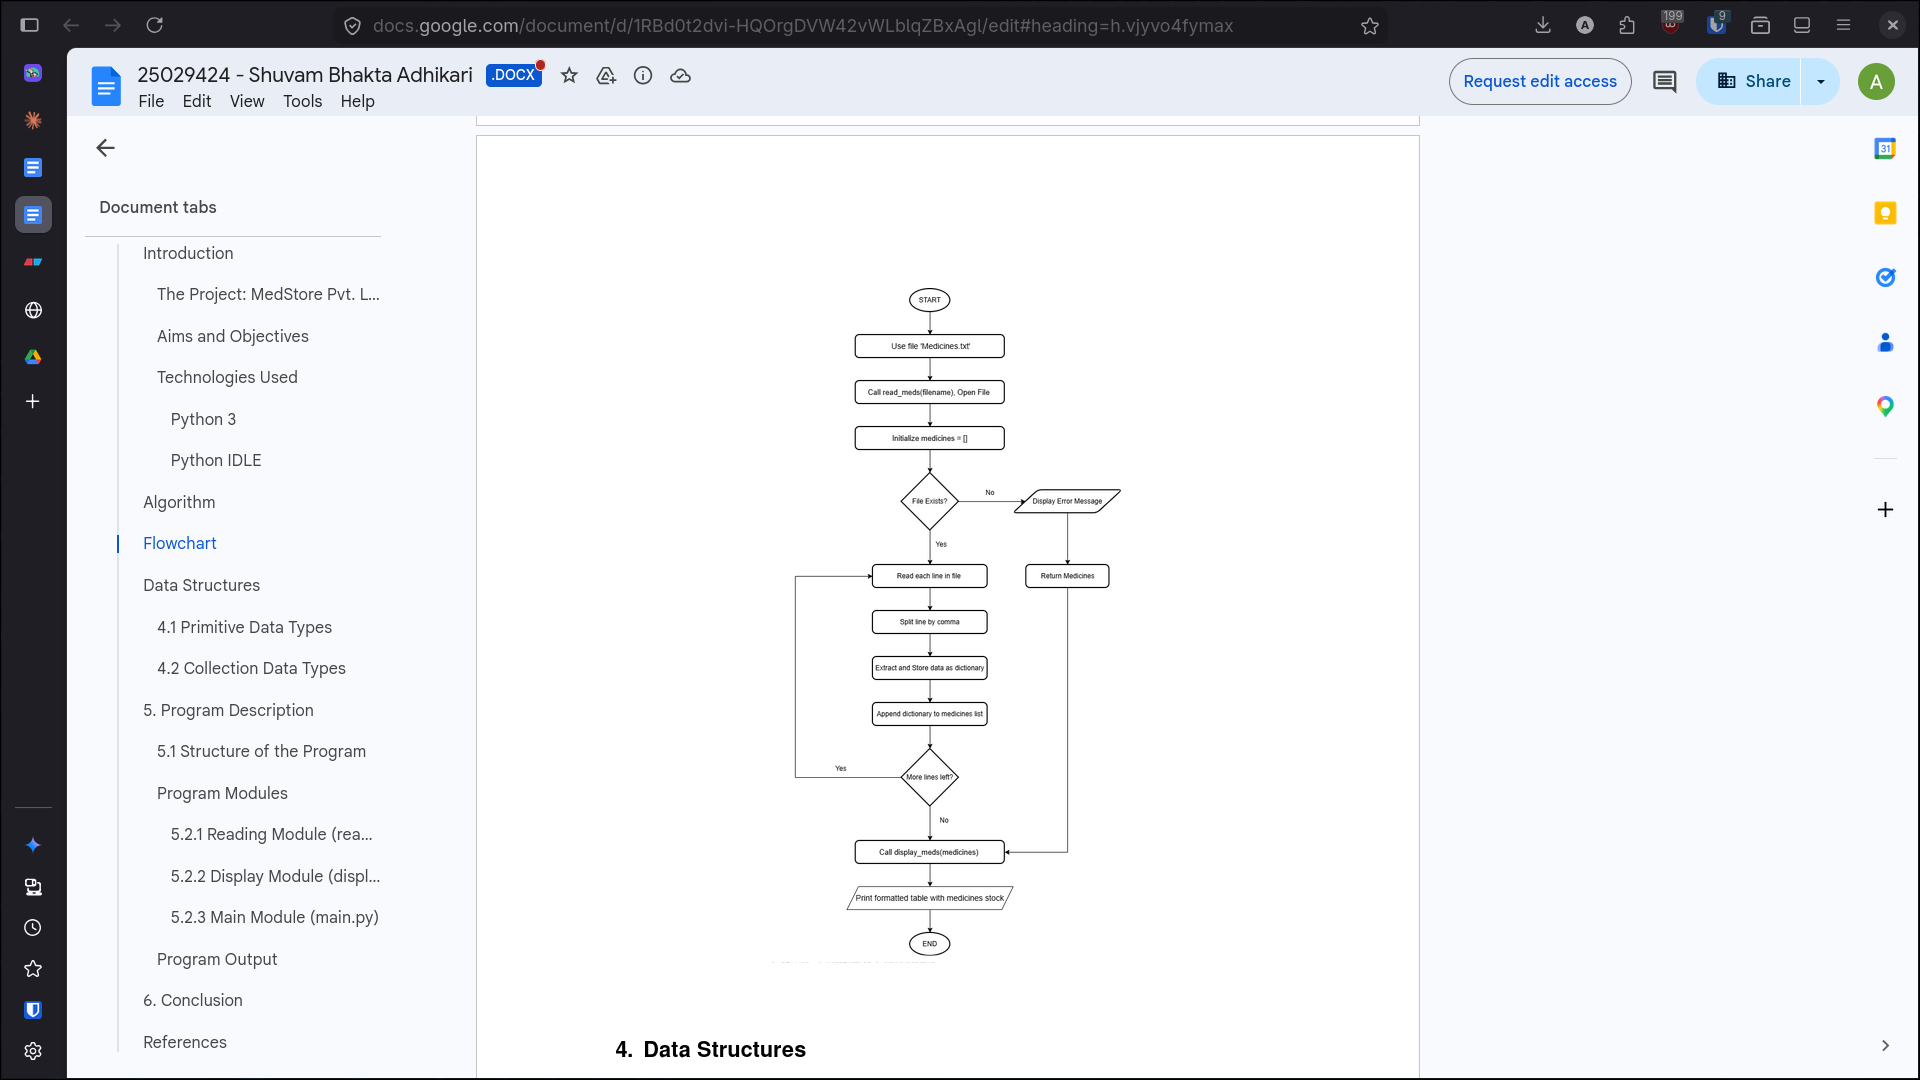 docs.google.com/document/d/1RBd0t2dvi-HQOrgDVW42vWLblqZBxAgI/edit#heading=h.vjyvo4fymax
199
9
25029424 - Shuvam Bhakta Adhikari
.DOCX
File Edit View Tools Help
Request edit access
Share
A
Document tabs
Introduction
The Project: MedStore Pvt. L...
Aims and Objectives
Technologies Used
Python 3
Python IDLE
Algorithm
Flowchart
Data Structures
4.1 Primitive Data Types
4.2 Collection Data Types
5. Program Description
5.1 Structure of the Program
Program Modules
5.2.1 Reading Module (rea...
5.2.2 Display Module (displ...
5.2.3 Main Module (main.py)
Program Output
6. Conclusion
References
START
Use file 'Medicines.txt'
Call read_meds(filename), Open File
Initialize medicines = []
File Exists?
No
Display Error Message
Yes
Read each line in file
Return Medicines
Split line by comma
Extract and Store data as dictionary
Append dictionary to medicines list
Yes
More lines left?
No
Call display_meds(medicines)
Print formatted table with medicines stock
END
4. Data Structures
31